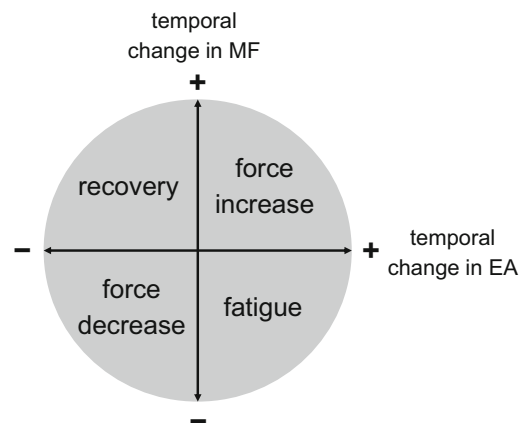 temporal
change in MF
+
recovery
force
increase
–
+
temporal
change in EA
force
decrease
fatigue
–